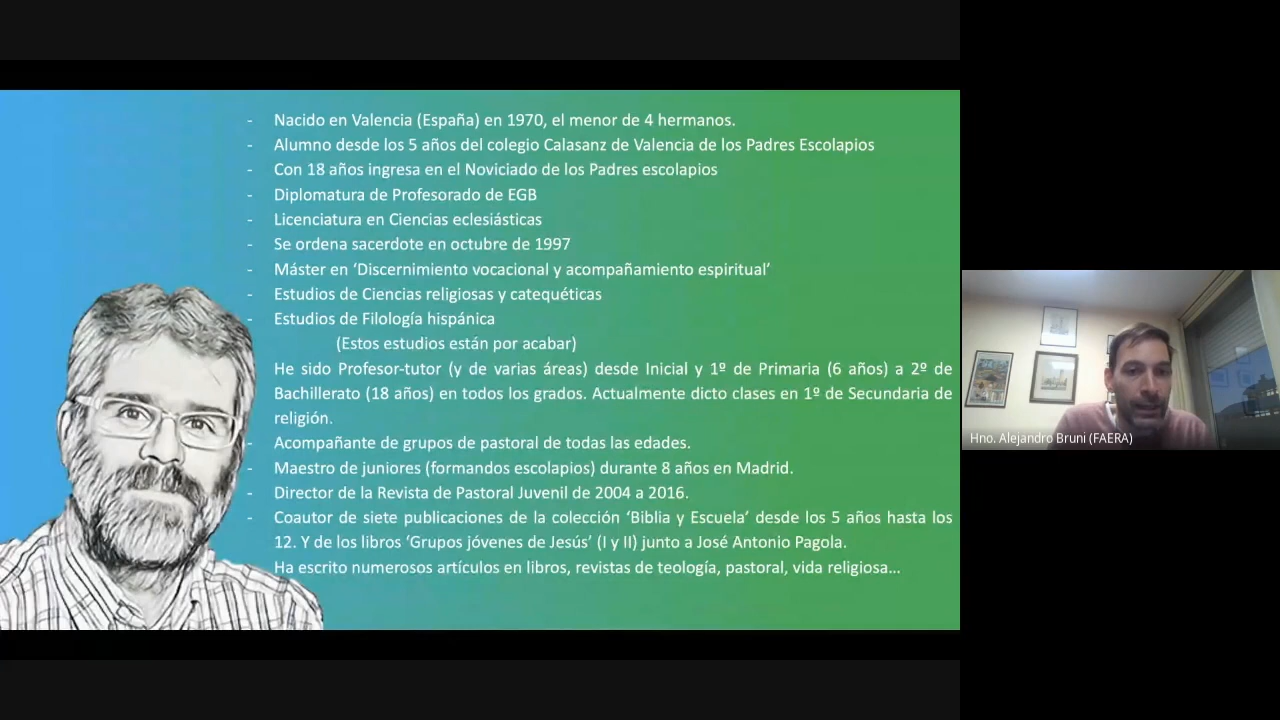 - Nacido en Valencia (España) en 1970, el menor de 4 hermanos.
- Alumno desde los 5 años del colegio Calasanz de Valencia de los Padres Escolapios
- Con 18 años ingresa en el Noviciado de los Padres escolapios
- Diplomatura de Profesorado de EGB
- Licenciatura en Ciencias eclesiásticas
- Se ordena sacerdote en octubre de 1997
- Máster en ‘Discernimiento vocacional y acompañamiento espiritual’
- Estudios de Ciencias religiosas y catequéticas
- Estudios de Filología hispánica
(Estos estudios están por acabar)
He sido Profesor-tutor (y de varias áreas) desde Inicial y 1º de Primaria (6 años) a 2º de
Bachillerato (18 años) en todos los grados. Actualmente dicto clases en 1º de Secundaria de
religión.
- Acompañante de grupos de pastoral de todas las edades.
- Maestro de juniores (formandos escolapios) durante 8 años en Madrid.
- Director de la Revista de Pastoral Juvenil de 2004 a 2016.
- Coautor de siete publicaciones de la colección ‘Biblia y Escuela’ desde los 5 años hasta los
12. Y de los libros ‘Grupos jóvenes de Jesús’ (I y II) junto a José Antonio Pagola.
Ha escrito numerosos artículos en libros, revistas de teología, pastoral, vida religiosa…
Hno. Alejandro Bruni (FAERA)